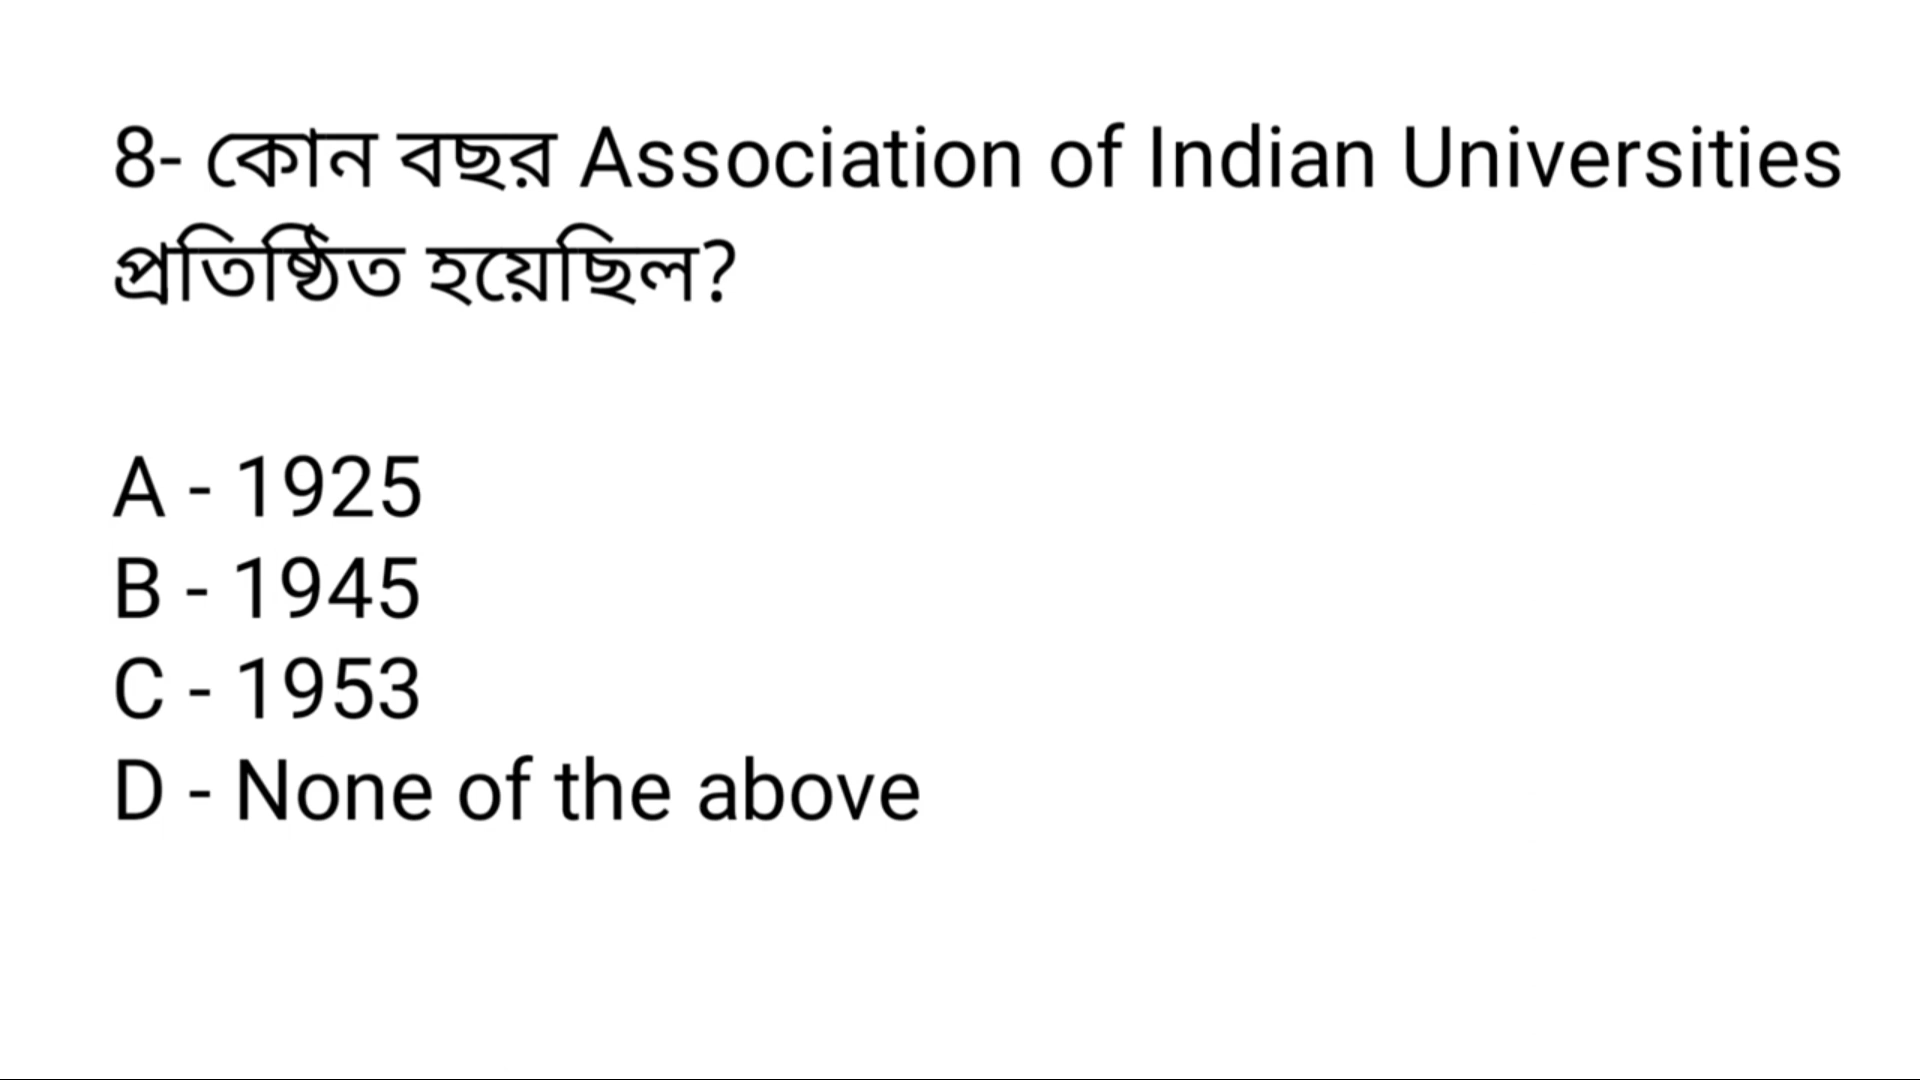 8- কোন বছর Association of Indian Universities
প্রতিষ্ঠিত হয়েছিল?
A - 1925
B - 1945
C - 1953
D - None of the above